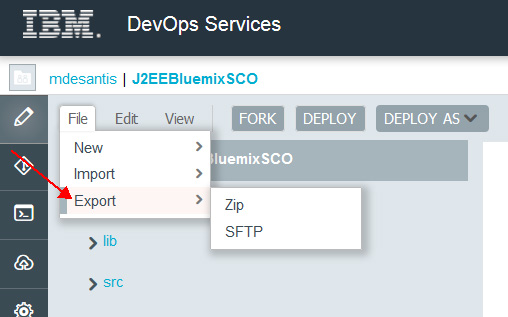 IBM DevOps Services
mdesantis | J2EEBluemixSCO
File Edit View FORK DEPLOY DEPLOY AS
New
luemixSCO
Import
Export
Zip
SFTP
lib
src